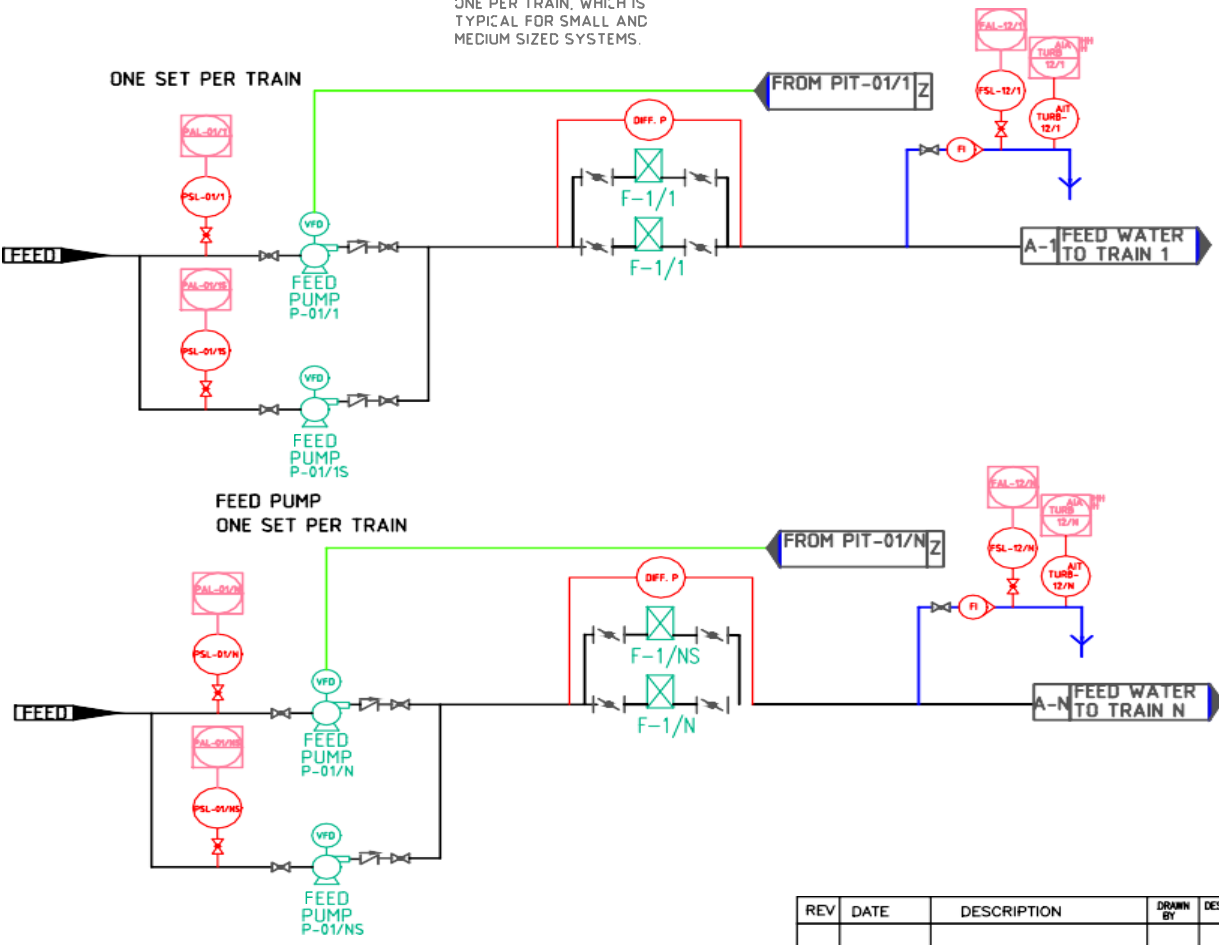 ONE PER TRAIN, WHICH IS
TYPICAL FOR SMALL AND
MEDIUM SIZED SYSTEMS.
ONE SET PER TRAIN
FROM PIT-01/1 Z
FAL-12/1
AIA HH
TURB H
12/1
FSL-12/1
AIT
TURB-
12/1
PAL-01/1
DIFF. P
FI
PSL-01/1
F-1/1
VFD
FEED
A-1 FEED WATER
TO TRAIN 1
F-1/1
FEED
PUMP
P-01/1
PAL-01/1S
PSL-01/1S
VFD
FEED
PUMP
P-01/1S
FEED PUMP
ONE SET PER TRAIN
FROM PIT-01/N Z
FAL-12/N
AIA HH
TURB H
12/N
FSL-12/N
AIT
TURB-
12/N
PAL-01/N
DIFF. P
FI
PSL-01/N
F-1/NS
VFD
FEED
A-N FEED WATER
TO TRAIN N
F-1/N
FEED
PUMP
P-01/N
PAL-01/NS
PSL-01/NS
VFD
FEED
PUMP
P-01/NS
REV DATE DESCRIPTION DRAWN BY DES